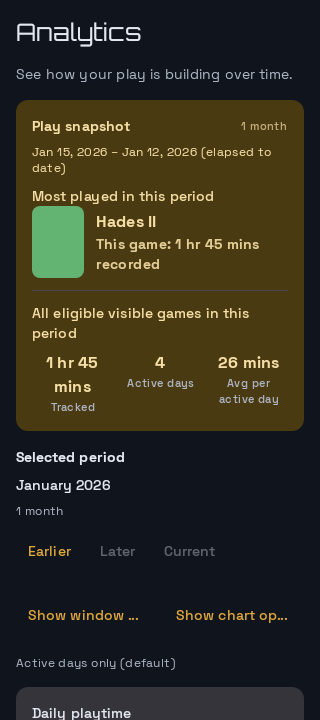 Analytics
See how your play is building over time.
Play snapshot
1 month
Jan 15, 2026 – Jan 12, 2026 (elapsed to
date)
Most played in this period
Hades II
This game: 1 hr 45 mins
recorded
All eligible visible games in this
period
1 hr 45
mins
Tracked
4
Active days
26 mins
Avg per
active day
Selected period
January 2026
1 month
Earlier
Later
Current
Show window ...
Show chart op...
Active days only (default)
Daily playtime